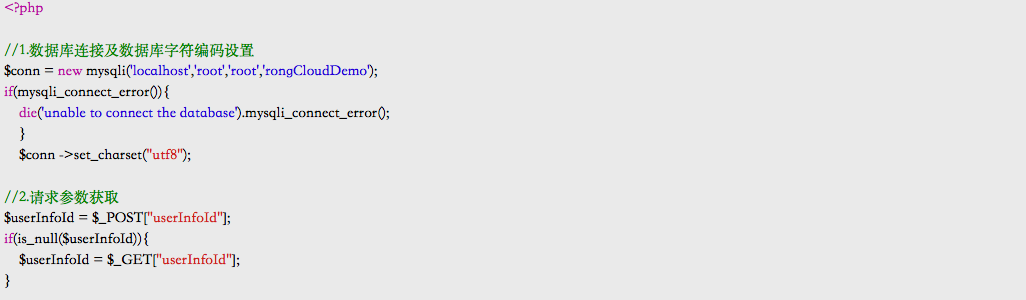 <?php
//1.数据库连接及数据库字符编码设置
$conn = new mysqli('localhost','root','root','rongCloudDemo');
if(mysqli_connect_error()){
die('unable to connect the database').mysqli_connect_error();
}
$conn ->set_charset("utf8");
//2.请求参数获取
$userInfoId = $_POST["userInfoId"];
if(is_null($userInfoId)){
$userInfoId = $_GET["userInfoId"];
}